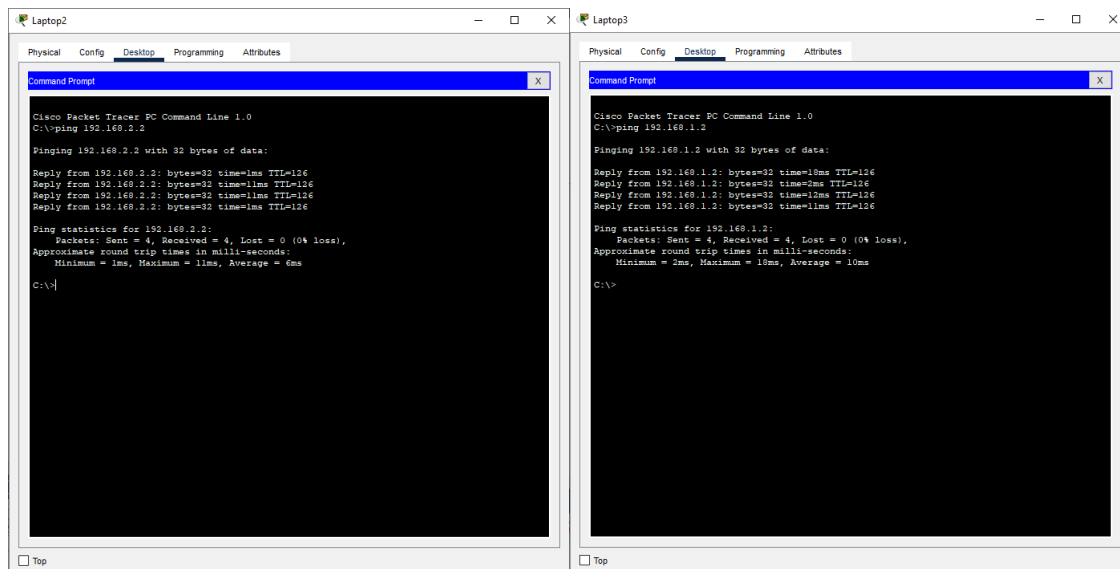 Laptop2
Physical Config Desktop Programming Attributes
Command Prompt X
Cisco Packet Tracer PC Command Line 1.0
C:\>ping 192.168.2.2
Pinging 192.168.2.2 with 32 bytes of data:
Reply from 192.168.2.2: bytes=32 time=1ms TTL=126
Reply from 192.168.2.2: bytes=32 time=11ms TTL=126
Reply from 192.168.2.2: bytes=32 time=11ms TTL=126
Reply from 192.168.2.2: bytes=32 time=1ms TTL=126
Ping statistics for 192.168.2.2:
Packets: Sent = 4, Received = 4, Lost = 0 (0% loss),
Approximate round trip times in milli-seconds:
Minimum = 1ms, Maximum = 11ms, Average = 6ms
C:\>
Top
Laptop3
Physical Config Desktop Programming Attributes
Command Prompt X
Cisco Packet Tracer PC Command Line 1.0
C:\>ping 192.168.1.2
Pinging 192.168.1.2 with 32 bytes of data:
Reply from 192.168.1.2: bytes=32 time=18ms TTL=126
Reply from 192.168.1.2: bytes=32 time=2ms TTL=126
Reply from 192.168.1.2: bytes=32 time=12ms TTL=126
Reply from 192.168.1.2: bytes=32 time=11ms TTL=126
Ping statistics for 192.168.1.2:
Packets: Sent = 4, Received = 4, Lost = 0 (0% loss),
Approximate round trip times in milli-seconds:
Minimum = 2ms, Maximum = 18ms, Average = 10ms
C:\>
Top